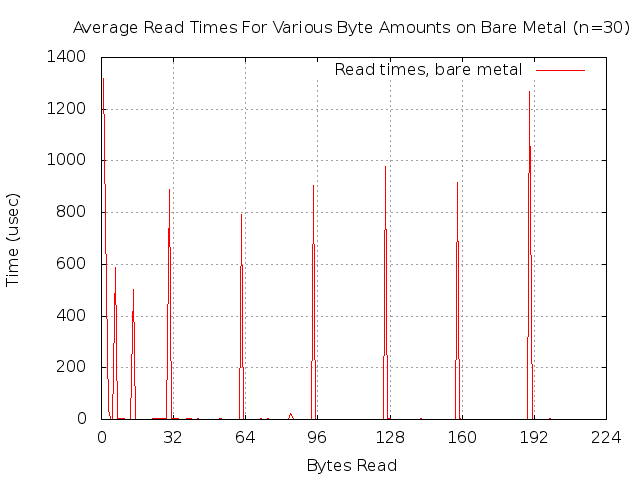 Average Read Times For Various Byte Amounts on Bare Metal (n=30)
Read times, bare metal
1400
1200
1000
800
600
400
200
0
Time (usec)
0 32 64 96 128 160 192 224
Bytes Read